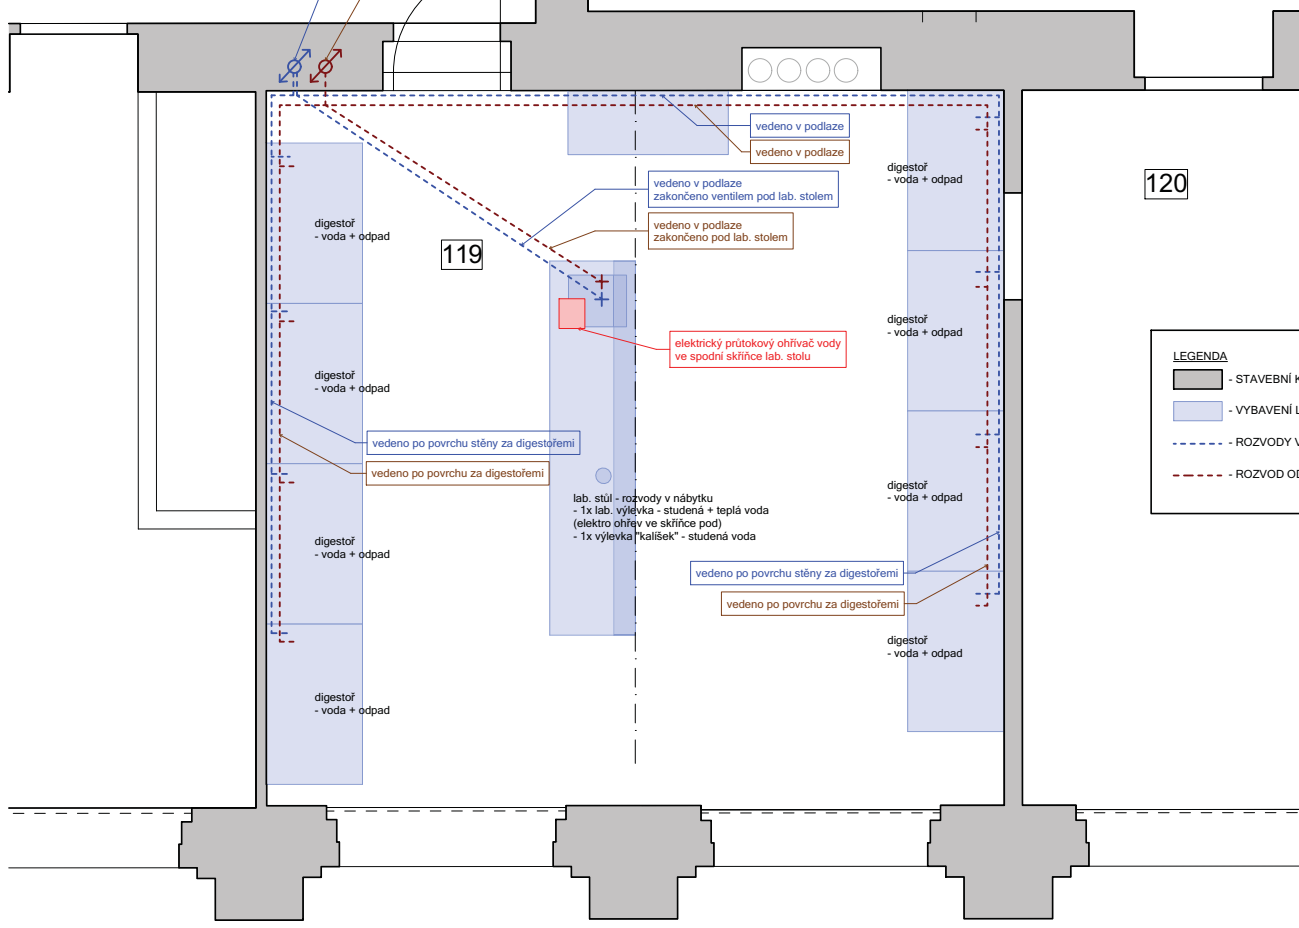 vedeno v podlaze
vedeno v podlaze
digestoř
- voda + odpad
120
vedeno v podlaze
zakončeno ventilem pod lab. stolem
vedeno v podlaze
zakončeno pod lab. stolem
digestoř
- voda + odpad
119
digestoř
- voda + odpad
elektrický průtokový ohřívač vody
ve spodní skříňce lab. stolu
LEGENDA
- STAVEBNÍ K
- VYBAVENÍ L
- ROZVODY V
- ROZVOD OD
digestoř
- voda + odpad
vedeno po povrchu stěny za digestořemi
vedeno po povrchu za digestořemi
digestoř
- voda + odpad
lab. stůl - rozvody v nábytku
- 1x lab. výlevka - studená + teplá voda
(elektro ohřev ve skříňce pod)
- 1x výlevka "kalíšek" - studená voda
digestoř
- voda + odpad
vedeno po povrchu stěny za digestořemi
vedeno po povrchu za digestořemi
digestoř
- voda + odpad
digestoř
- voda + odpad